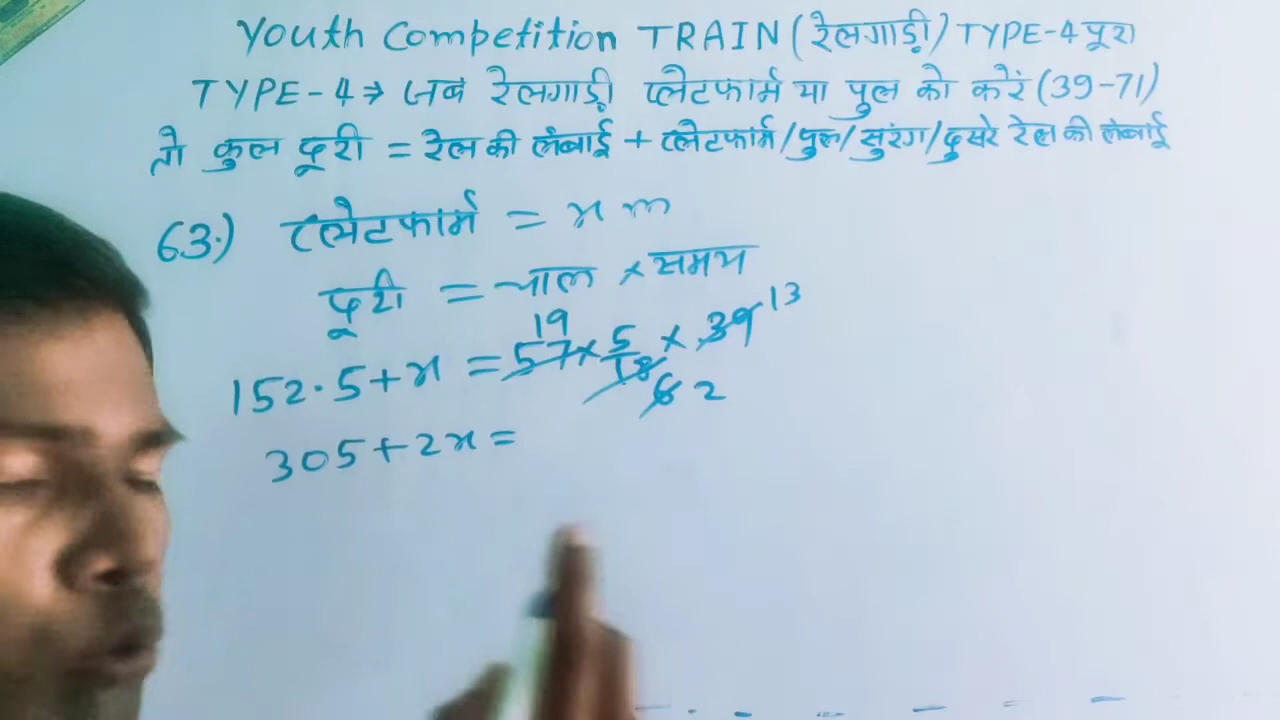 Youth Competition TRAIN (रेलगाड़ी) TYPE-4 पूरा
TYPE-4 ⇒ जब रेलगाड़ी प्लेटफार्म या पुल को करें (39-71)
तो कुल दूरी = रेल की लंबाई + प्लेटफार्म/पुल/सुरंग/दुसरे रेल की लंबाई
63.) प्लेटफार्म = x m
दूरी = चाल × समय
19 13
152.5 + x = 57 × 5/18 × 39
6 2
305 + 2x =